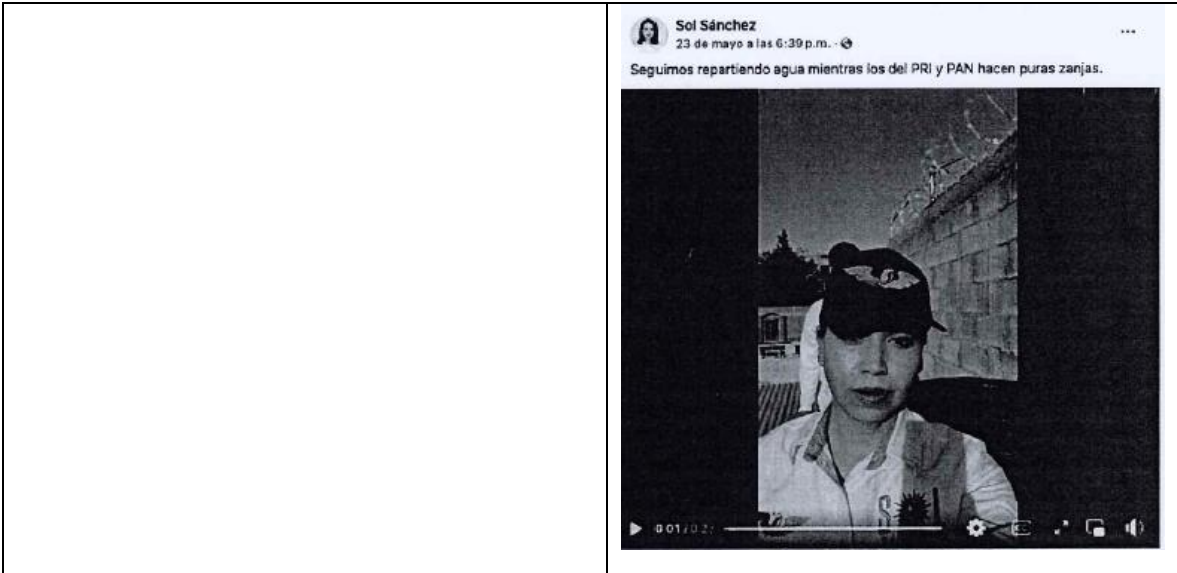 Sol Sánchez
23 de mayo a las 6:39 p.m. ·
Seguimos repartiendo agua mientras los del PRI y PAN hacen puras zanjas.